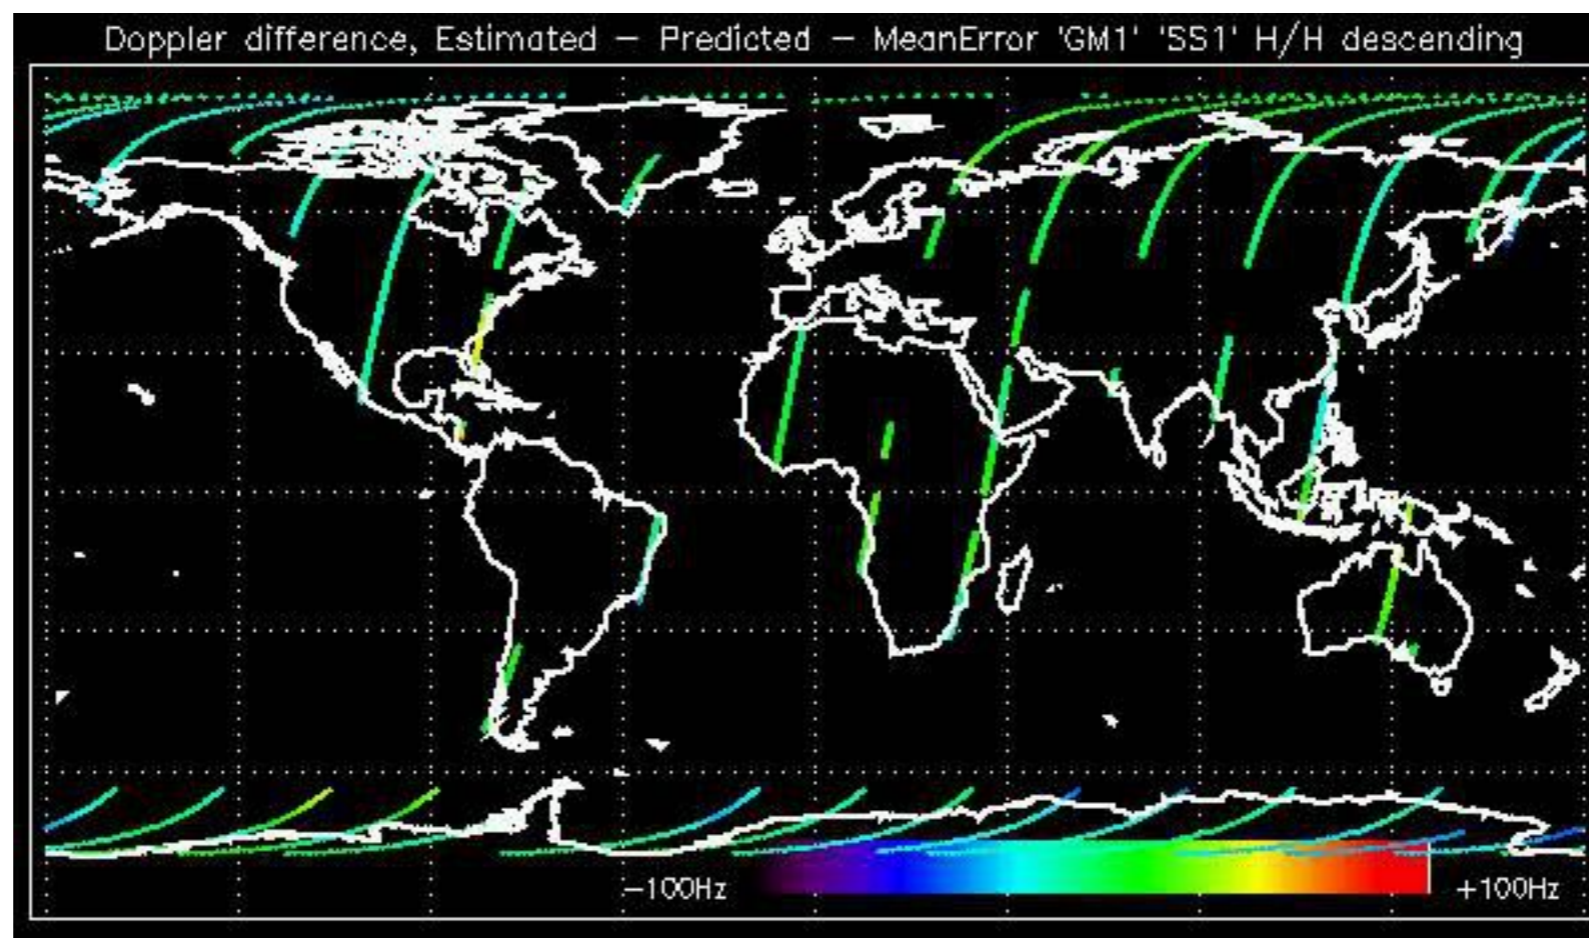 Doppler difference, Estimated − Predicted − MeanError 'GM1' 'SS1' H/H descending
−100Hz +100Hz